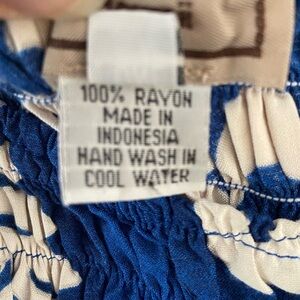 100% RAYON
MADE IN
INDONESIA
HAND WASH IN
COOL WATER